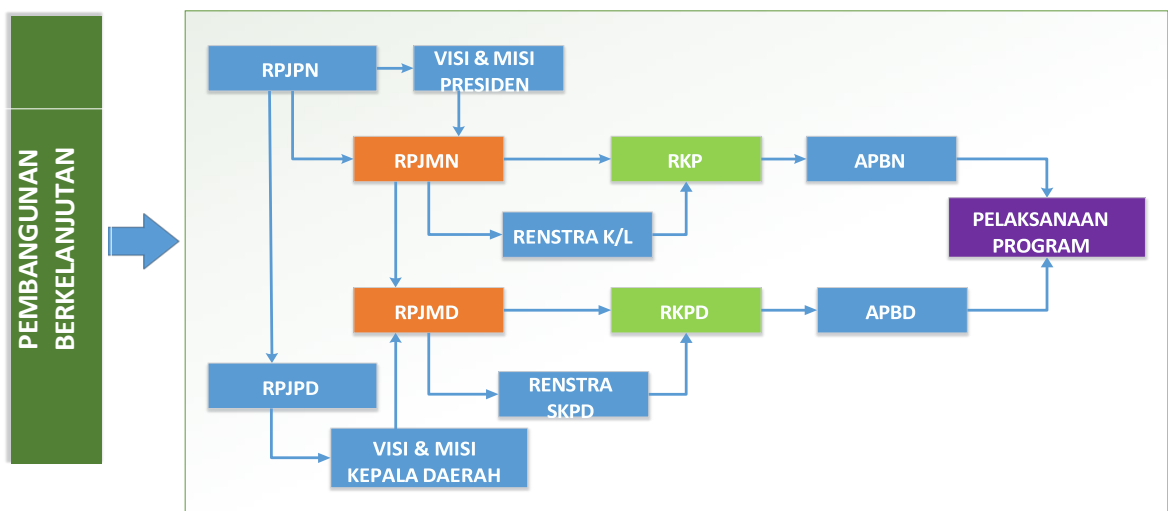 PEMBANGUNAN
BERKELANJUTAN
RPJPN
VISI & MISI
PRESIDEN
RPJMN
RKP
APBN
RENSTRA K/L
PELAKSANAAN
PROGRAM
RPJMD
RKPD
APBD
RPJPD
RENSTRA
SKPD
VISI & MISI
KEPALA DAERAH